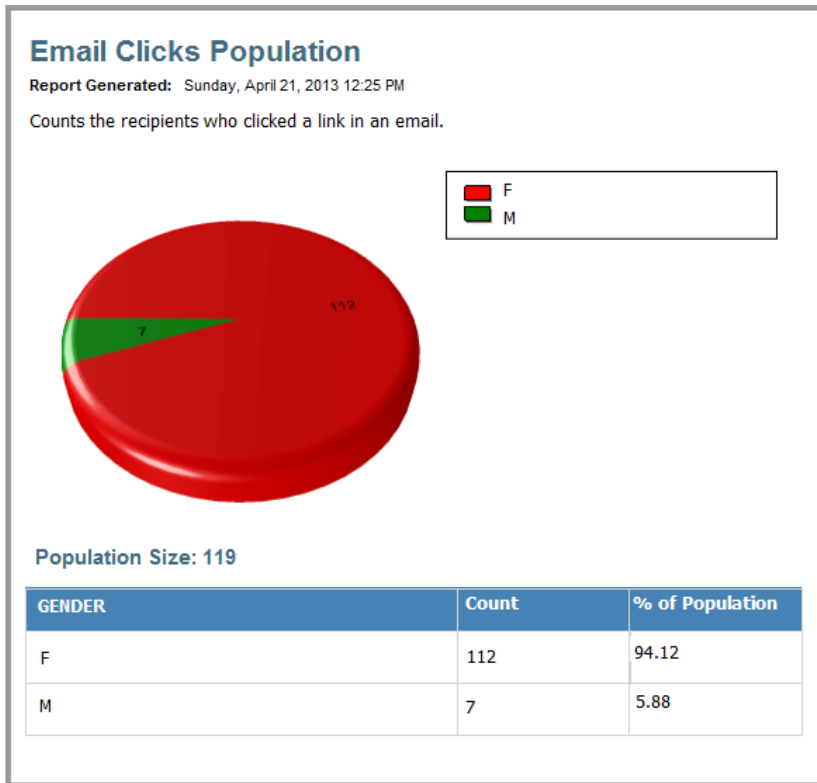 Email Clicks Population
Report Generated: Sunday, April 21, 2013 12:25 PM
Counts the recipients who clicked a link in an email.
F
M
112
7
Population Size: 119
GENDER Count % of Population
F 112 94.12
M 7 5.88